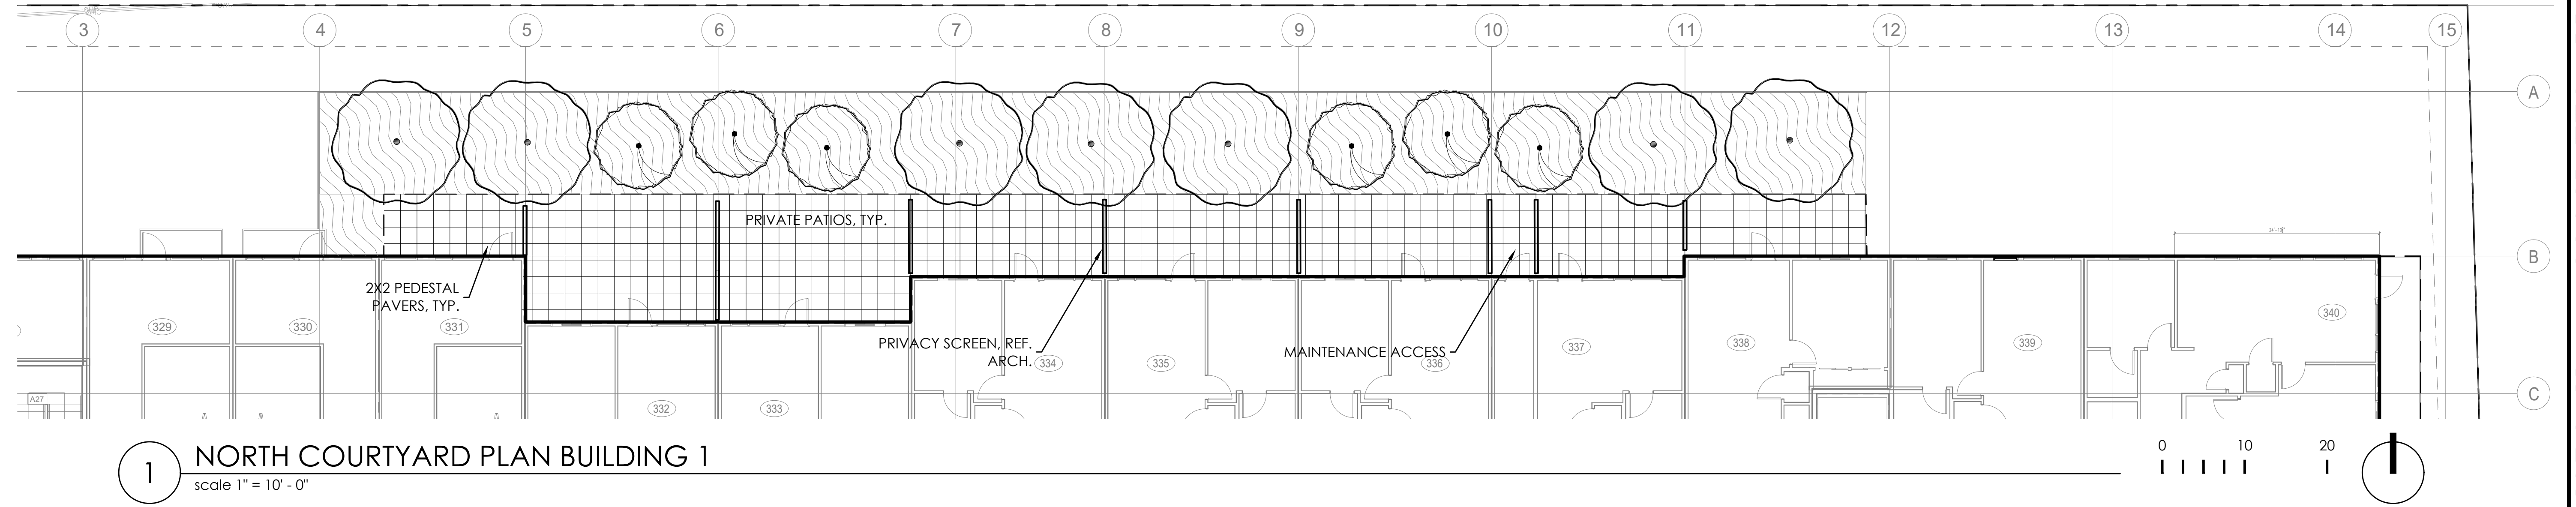 3 4 5 6 7 8 9 10 11 12 13 14 15
A
PRIVATE PATIOS, TYP.
B
2X2 PEDESTAL
PAVERS, TYP.
329 330 331
340
PRIVACY SCREEN, REF.
ARCH.
MAINTENANCE ACCESS
334 335 336 337 338 339
A27
332 333
C
1
NORTH COURTYARD PLAN BUILDING 1
scale 1" = 10' - 0"
0 10 20